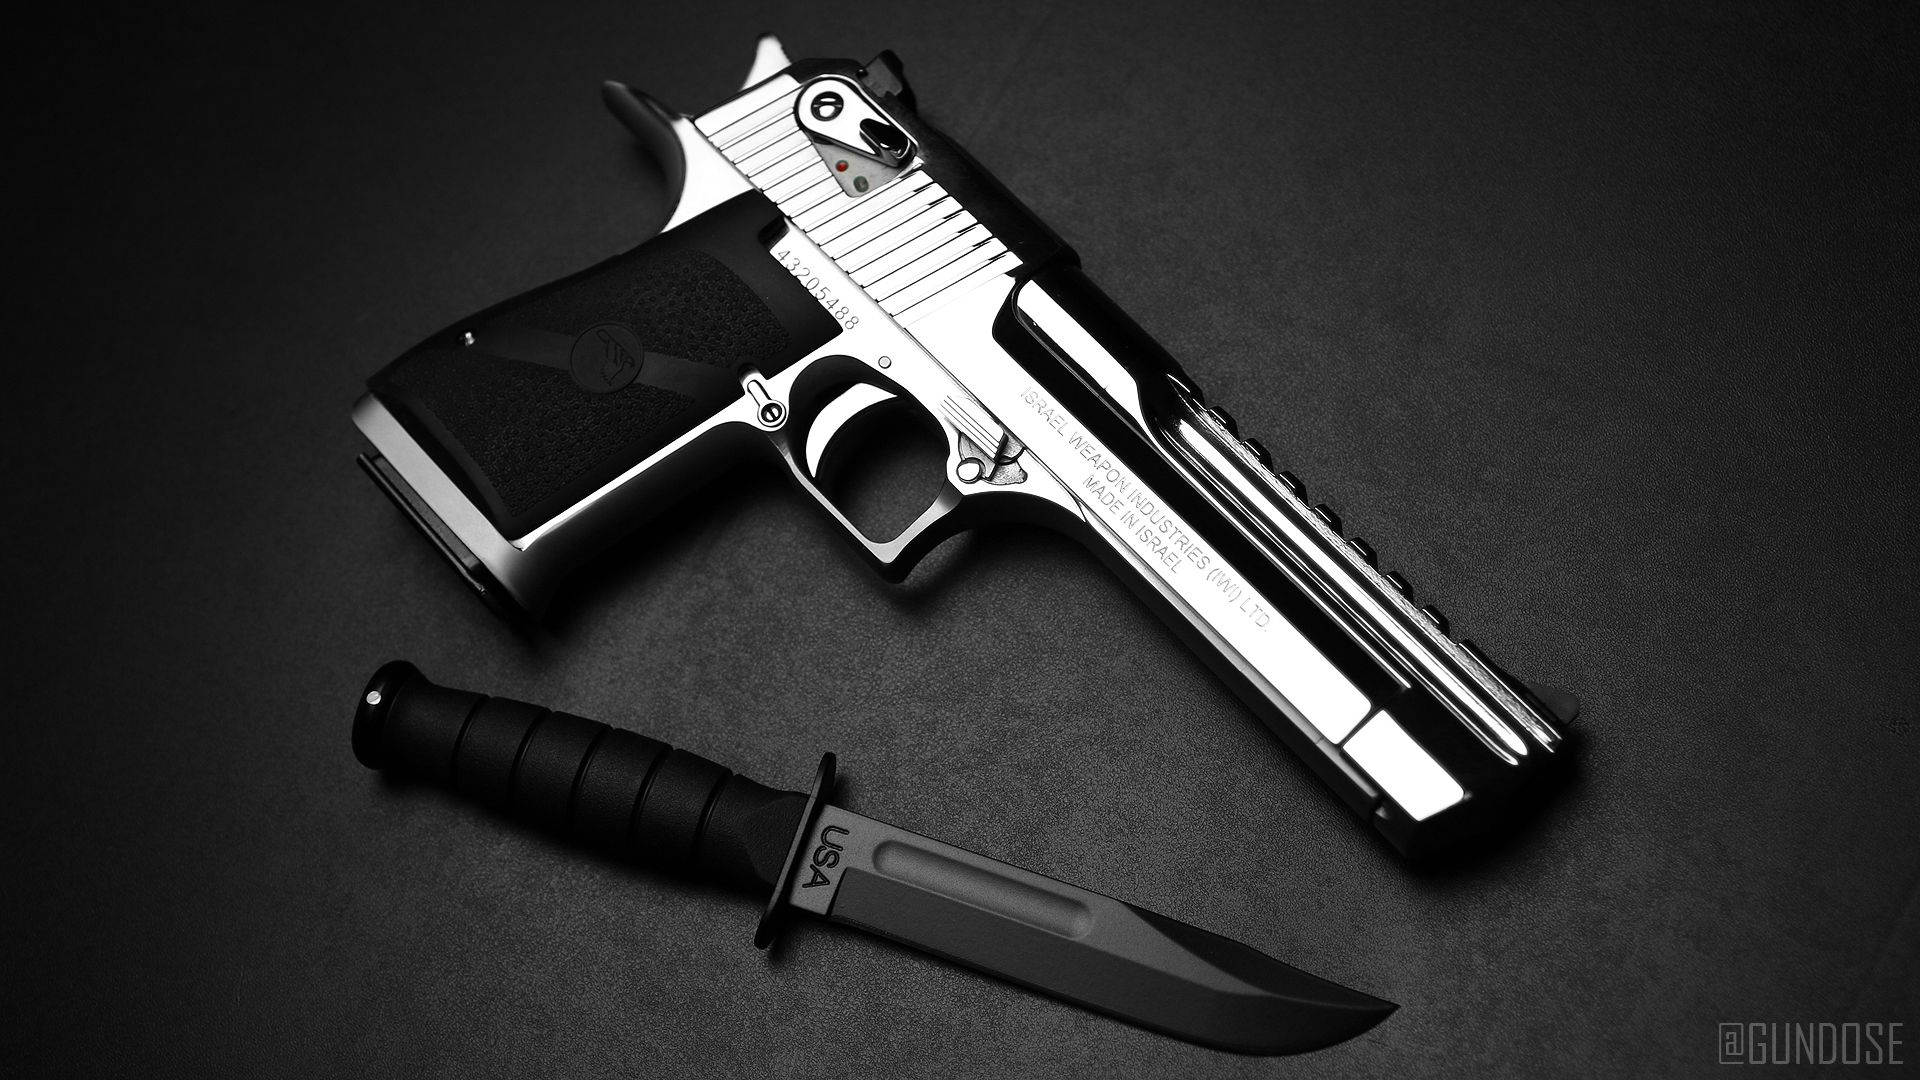 43205488
ISRAEL WEAPON INDUSTRIES (IWI) LTD.
MADE IN ISRAEL
USA
@GUNDOSE